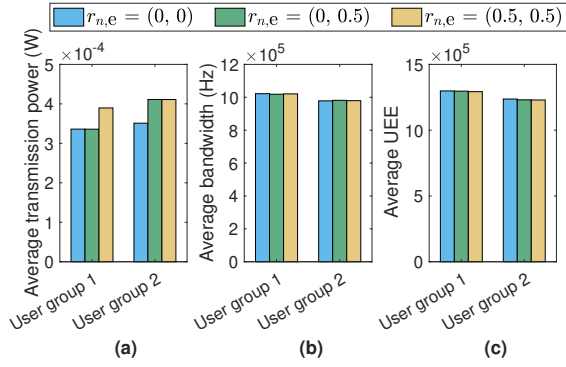 r_{n,e} = (0, 0) r_{n,e} = (0, 0.5) r_{n,e} = (0.5, 0.5)
×10^{-4}
Average transmission power (W)
5
4
3
2
1
0
User group 1
User group 2
(a)
×10^{5}
Average bandwidth (Hz)
12
10
8
6
4
2
0
User group 1
User group 2
(b)
×10^{5}
Average UEE
15
10
5
0
User group 1
User group 2
(c)